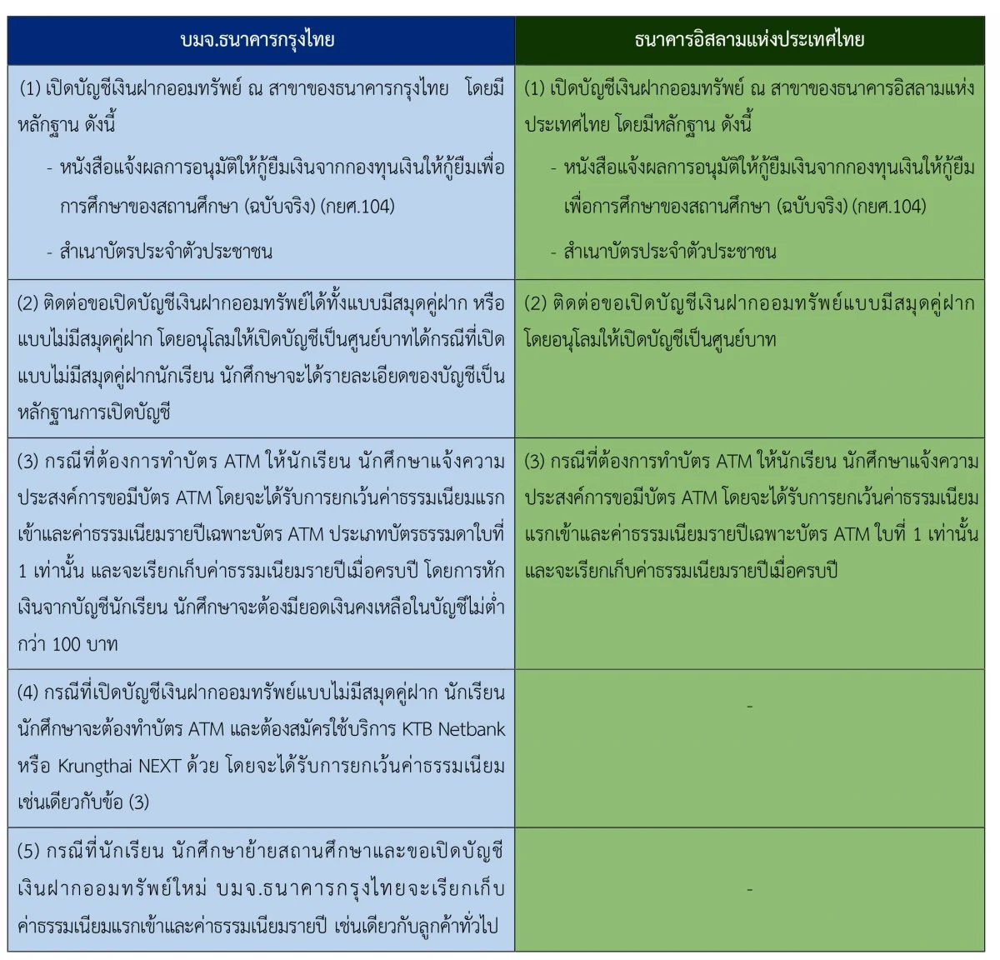 บมจ.ธนาคารกรุงไทย
ธนาคารอิสลามแห่งประเทศไทย
(1) เปิดบัญชีเงินฝากออมทรัพย์ ณ สาขาของธนาคารกรุงไทย โดยมี
หลักฐาน ดังนี้
- หนังสือแจ้งผลการอนุมัติให้กู้ยืมเงินจากกองทุนเงินให้กู้ยืมเพื่อ
การศึกษาของสถานศึกษา (ฉบับจริง) (กยศ.104)
- สำเนาบัตรประจำตัวประชาชน
(1) เปิดบัญชีเงินฝากออมทรัพย์ ณ สาขาของธนาคารอิสลามแห่ง
ประเทศไทย โดยมีหลักฐาน ดังนี้
- หนังสือแจ้งผลการอนุมัติให้กู้ยืมเงินจากกองทุนเงินให้กู้ยืม
เพื่อการศึกษาของสถานศึกษา (ฉบับจริง) (กยศ.104)
- สำเนาบัตรประจำตัวประชาชน
(2) ติดต่อขอเปิดบัญชีเงินฝากออมทรัพย์ได้ทั้งแบบมีสมุดคู่ฝาก หรือ
แบบไม่มีสมุดคู่ฝาก โดยอนุโลมให้เปิดบัญชีเป็นศูนย์บาทได้กรณีที่เปิด
แบบไม่มีสมุดคู่ฝากนักเรียน นักศึกษาจะได้รายละเอียดของบัญชีเป็น
หลักฐานการเปิดบัญชี
(2) ติดต่อขอเปิดบัญชีเงินฝากออมทรัพย์แบบมีสมุดคู่ฝาก
โดยอนุโลมให้เปิดบัญชีเป็นศูนย์บาท
(3) กรณีที่ต้องการทำบัตร ATM ให้นักเรียน นักศึกษาแจ้งความ
ประสงค์การขอมีบัตร ATM โดยจะได้รับการยกเว้นค่าธรรมเนียมแรก
เข้าและค่าธรรมเนียมรายปีเฉพาะบัตร ATM ประเภทบัตรธรรมดาใบที่
1 เท่านั้น และจะเรียกเก็บค่าธรรมเนียมรายปีเมื่อครบปี โดยการหัก
เงินจากบัญชีนักเรียน นักศึกษาจะต้องมียอดเงินคงเหลือในบัญชีไม่ต่ำ
กว่า 100 บาท
(3) กรณีที่ต้องการทำบัตร ATM ให้นักเรียน นักศึกษาแจ้งความ
ประสงค์การขอมีบัตร ATM โดยจะได้รับการยกเว้นค่าธรรมเนียม
แรกเข้าและค่าธรรมเนียมรายปีเฉพาะบัตร ATM ใบที่ 1 เท่านั้น
และจะเรียกเก็บค่าธรรมเนียมรายปีเมื่อครบปี
(4) กรณีที่เปิดบัญชีเงินฝากออมทรัพย์แบบไม่มีสมุดคู่ฝาก นักเรียน
นักศึกษาจะต้องทำบัตร ATM และต้องสมัครใช้บริการ KTB Netbank
หรือ Krungthai NEXT ด้วย โดยจะได้รับการยกเว้นค่าธรรมเนียม
เช่นเดียวกับข้อ (3)
-
(5) กรณีที่นักเรียน นักศึกษาย้ายสถานศึกษาและขอเปิดบัญชี
เงินฝากออมทรัพย์ใหม่ บมจ.ธนาคารกรุงไทยจะเรียกเก็บ
ค่าธรรมเนียมแรกเข้าและค่าธรรมเนียมรายปี เช่นเดียวกับลูกค้าทั่วไป
-